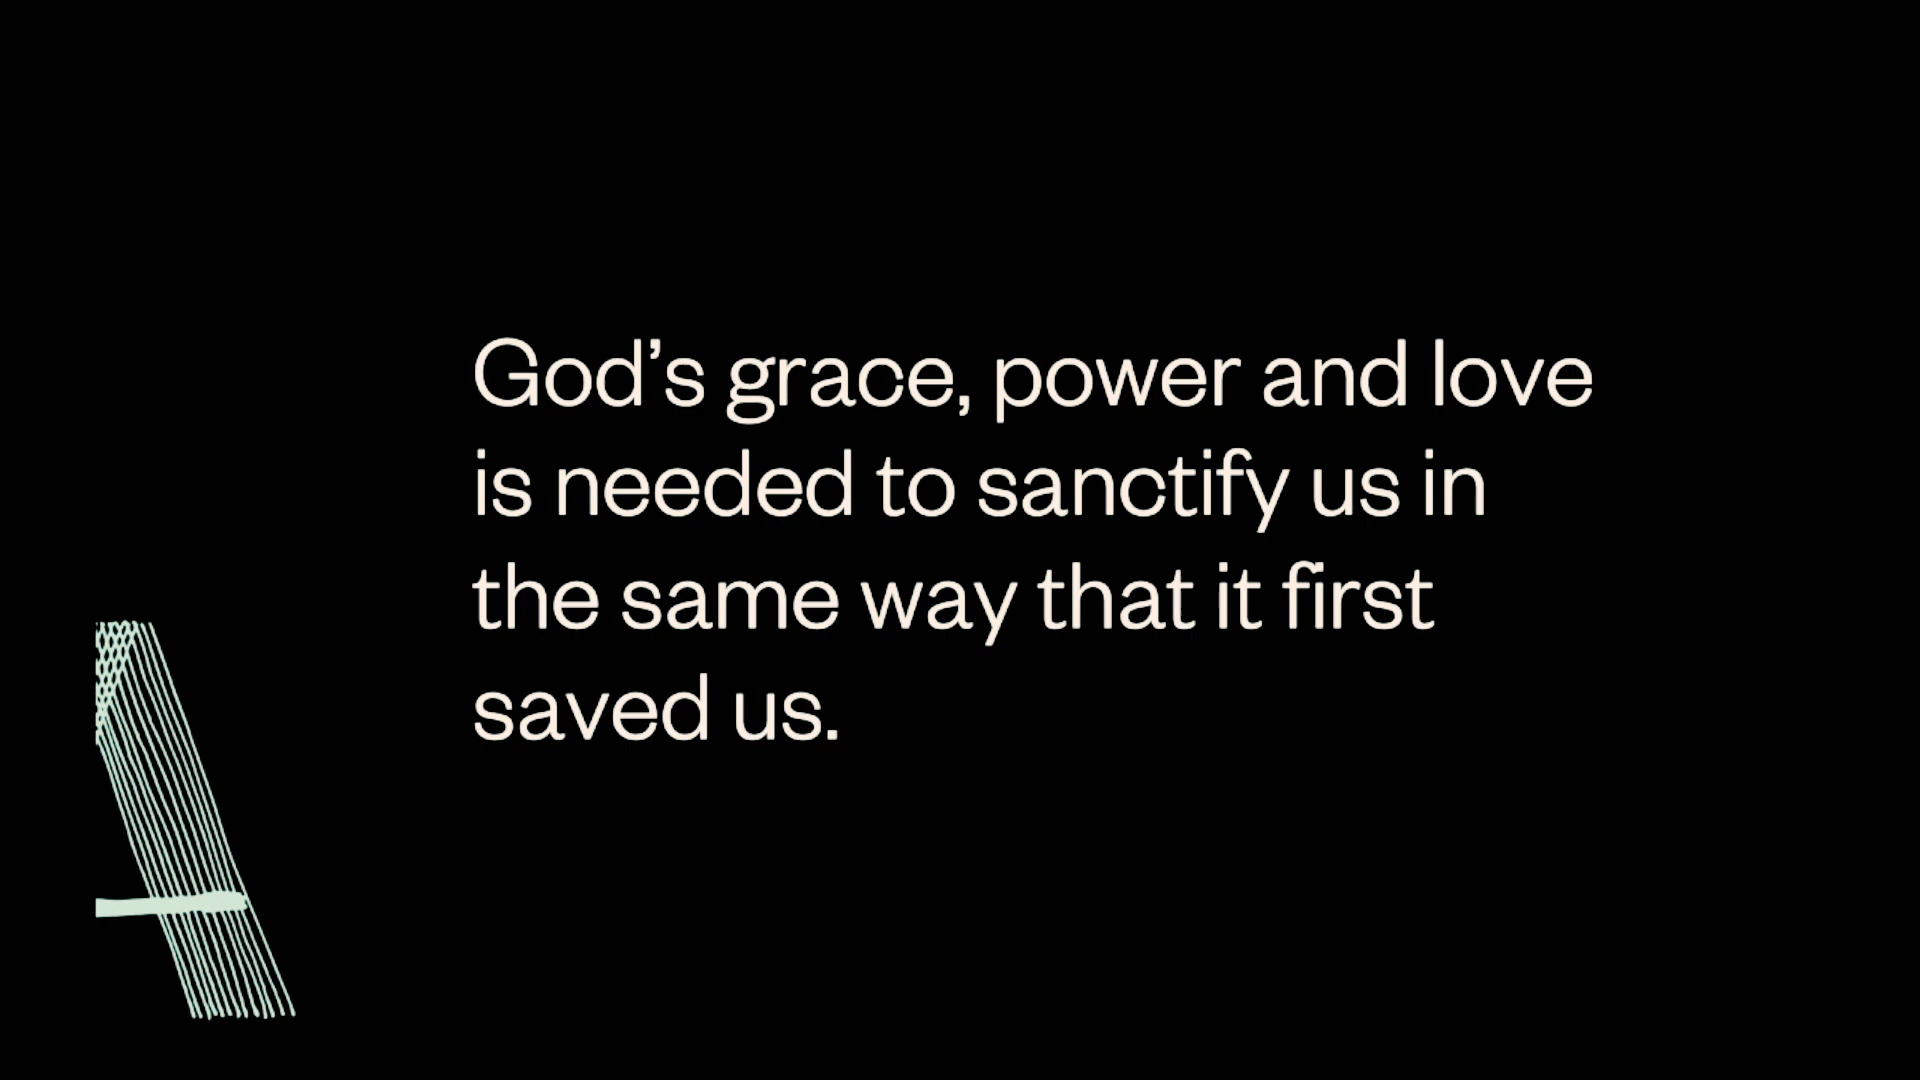 God’s grace, power and love
is needed to sanctify us in
the same way that it first
saved us.